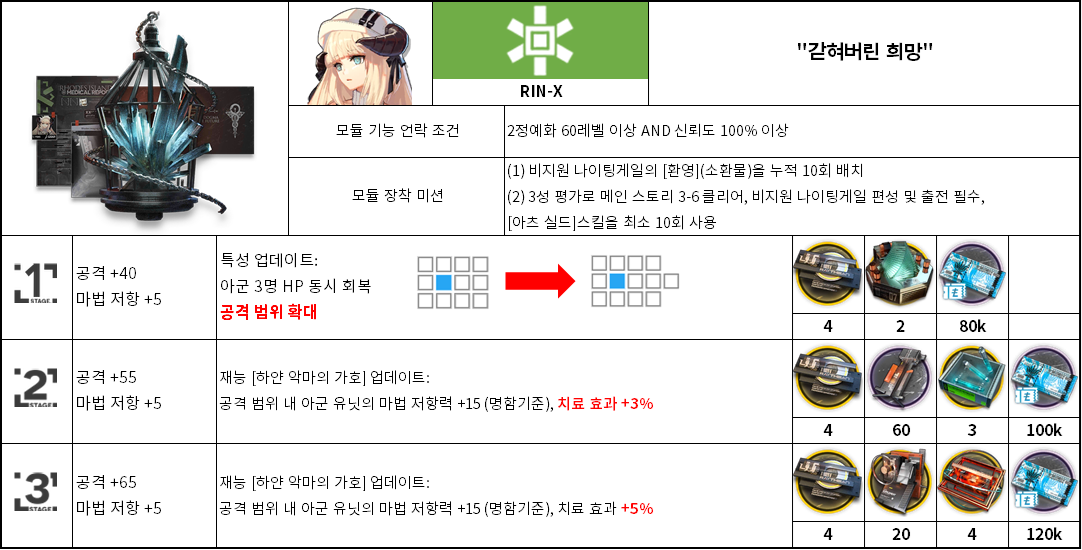 RHODES ISLAND
MEDICAL REPORT
RIN-X
"갇혀버린 희망"
모듈 기능 연락 조건
2정예화 60레벨 이상 AND 신뢰도 100% 이상
모듈 장착 미션
(1) 비지원 나이팅게일의 [환영](소환물)을 누적 10회 배치
(2) 3성 평가로 메인 스토리 3-6 클리어, 비지원 나이팅게일 편성 및 출전 필수,
[아츠 실드]스킬을 최소 10회 사용
1
STAGE
공격 +40
마법 저항 +5
특성 업데이트:
아군 3명 HP 동시 회복
공격 범위 확대
4
2
80k
2
STAGE
공격 +55
마법 저항 +5
재능 [하얀 악마의 가호] 업데이트:
공격 범위 내 아군 유닛의 마법 저항력 +15 (명함기준), 치료 효과 +3%
4
60
3
100k
3
STAGE
공격 +65
마법 저항 +5
재능 [하얀 악마의 가호] 업데이트:
공격 범위 내 아군 유닛의 마법 저항력 +15 (명함기준), 치료 효과 +5%
4
20
4
120k